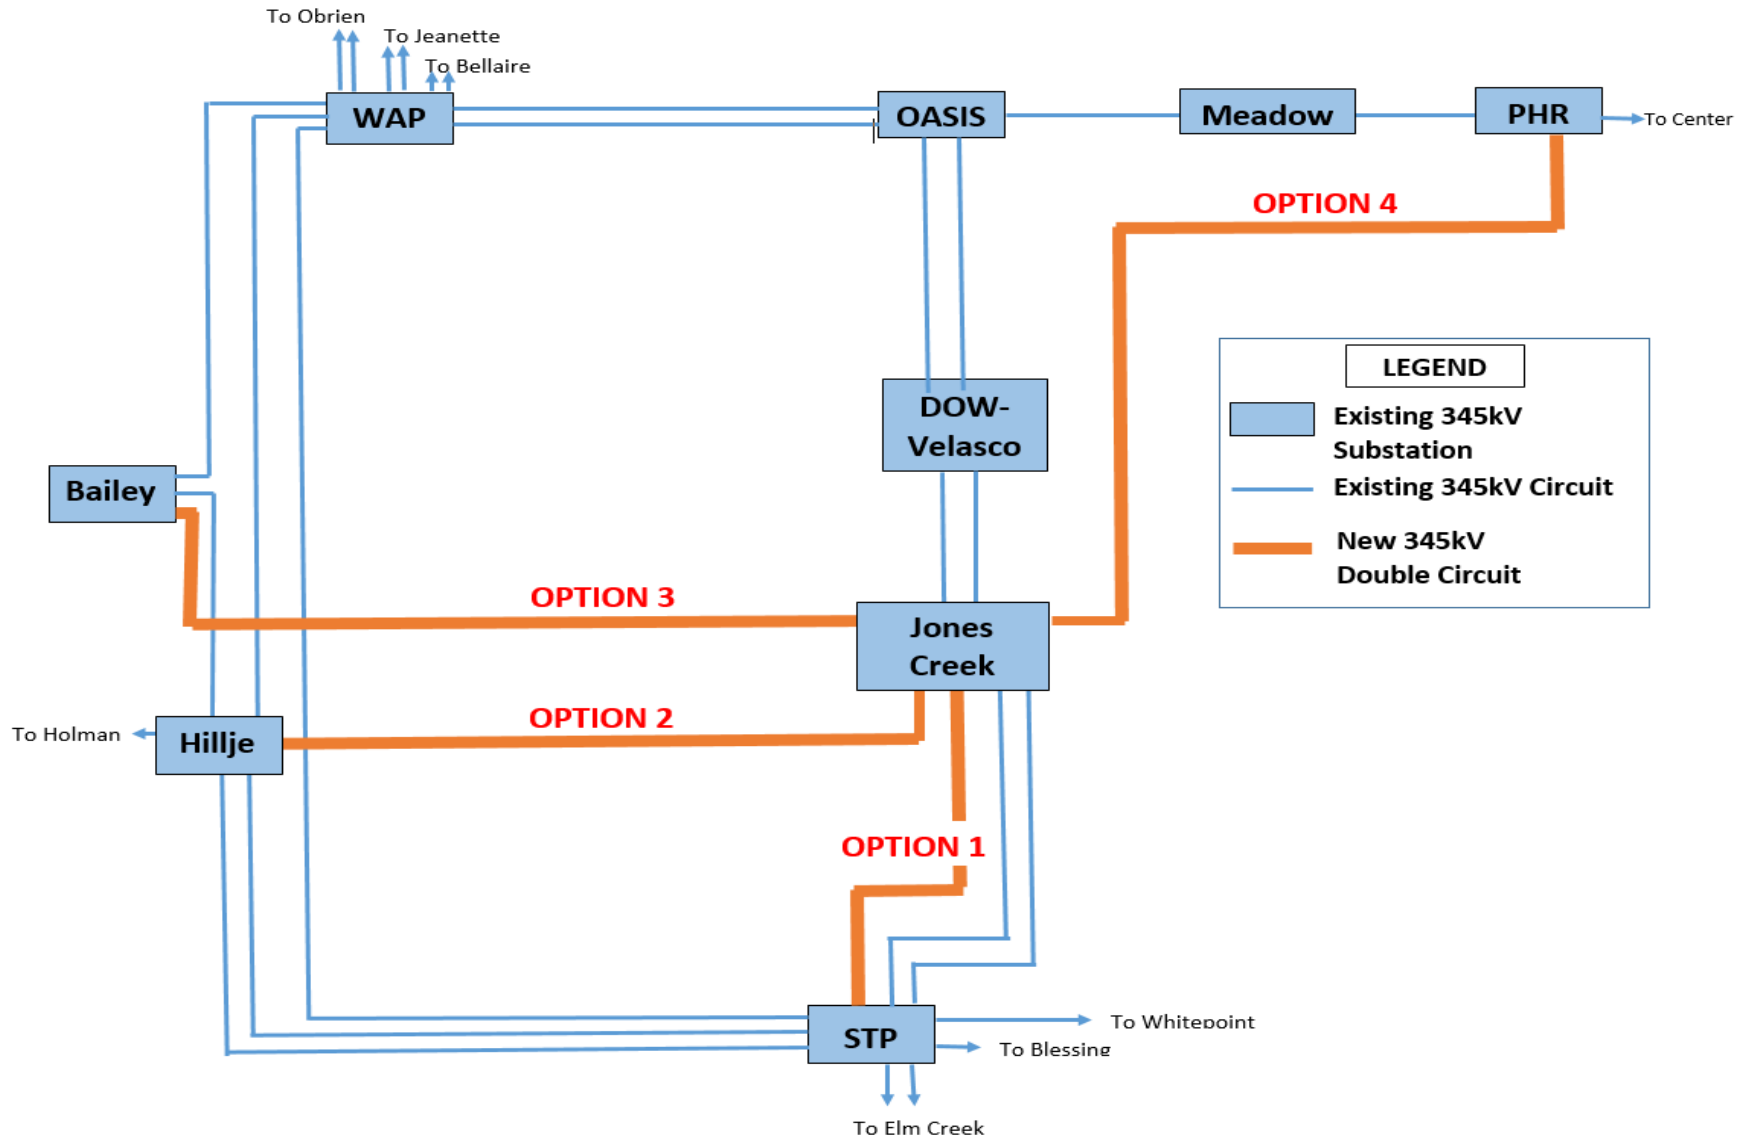 To Obrien
To Jeanette
To Bellaire
WAP
OASIS
Meadow
PHR
To Center
OPTION 4
LEGEND
Existing 345kV
Substation
Existing 345kV Circuit
New 345kV
Double Circuit
DOW-
Velasco
Bailey
OPTION 3
Jones
Creek
OPTION 2
To Holman
Hillje
OPTION 1
STP
To Whitepoint
To Blessing
To Elm Creek